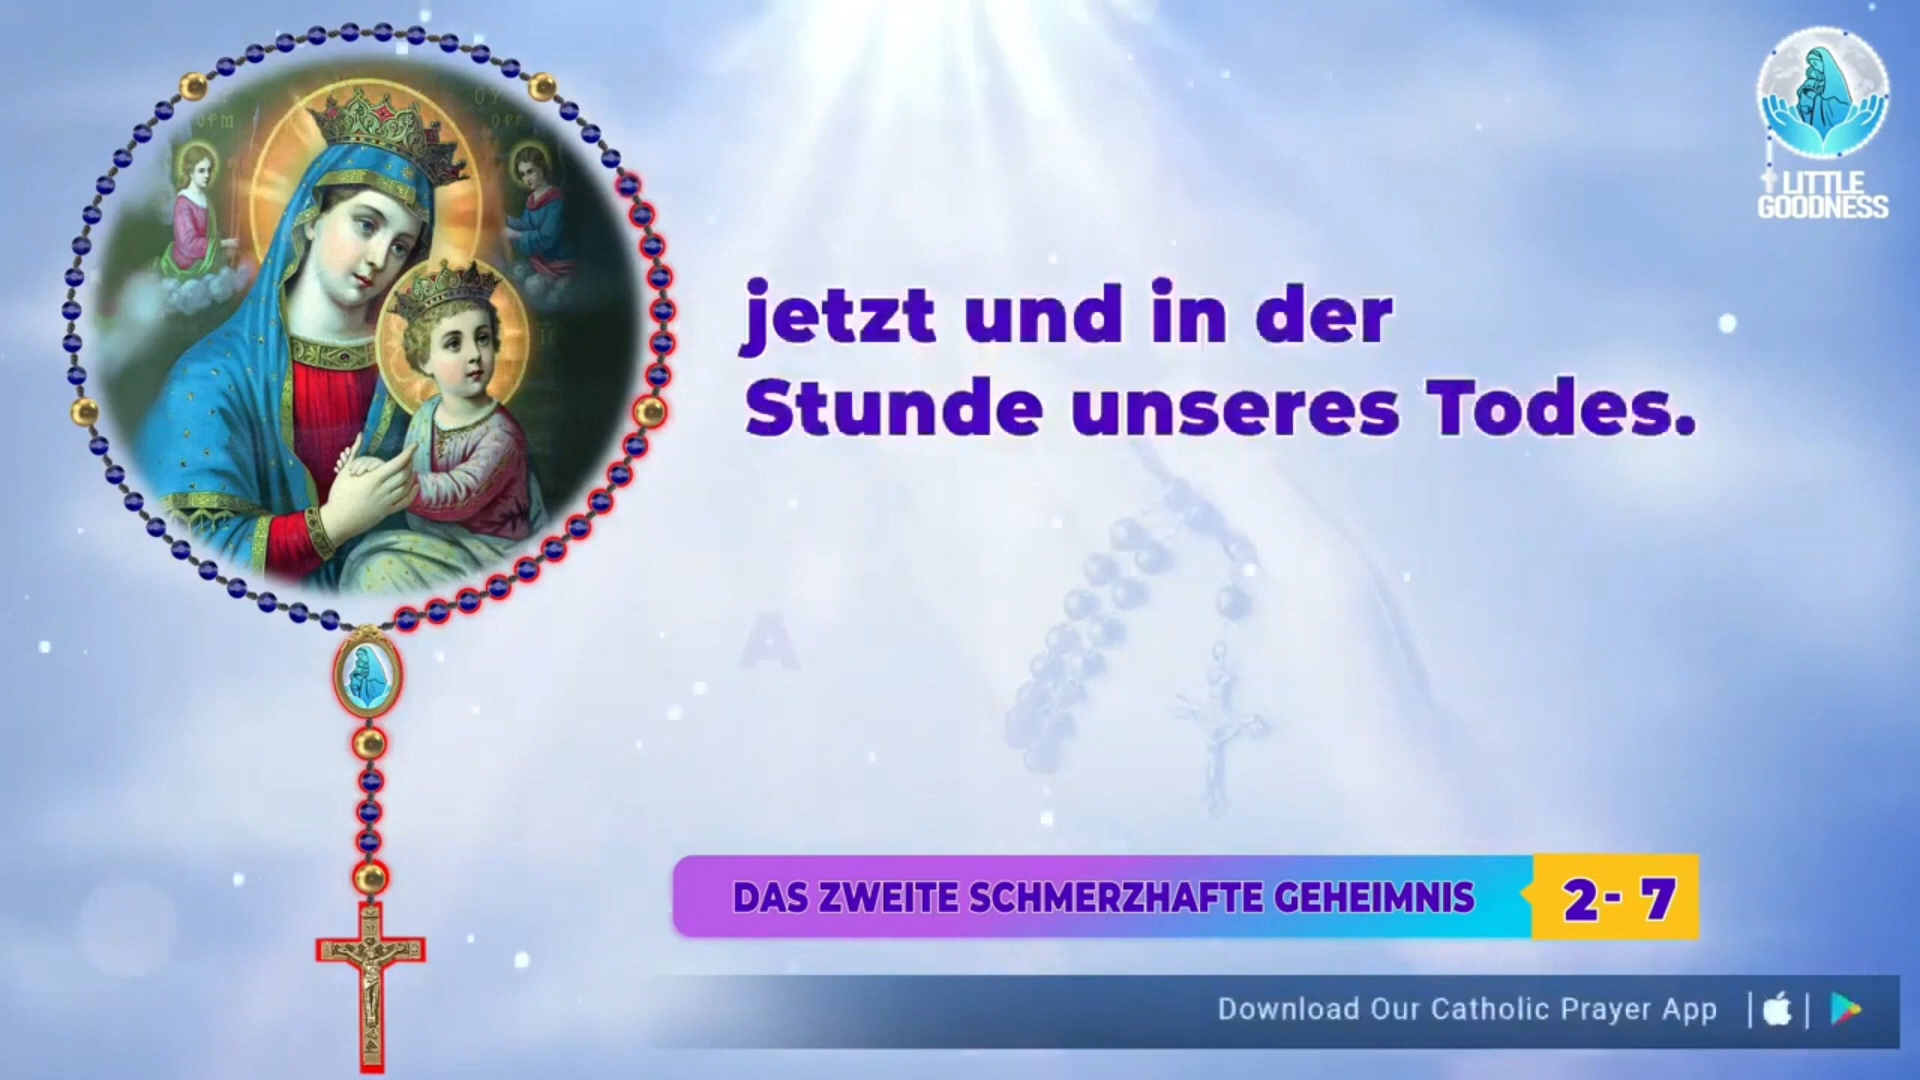 LITTLE
GOODNESS
jetzt und in der
Stunde unseres Todes.
A
DAS ZWEITE SCHMERZHAFTE GEHEIMNIS
2- 7
Download Our Catholic Prayer App